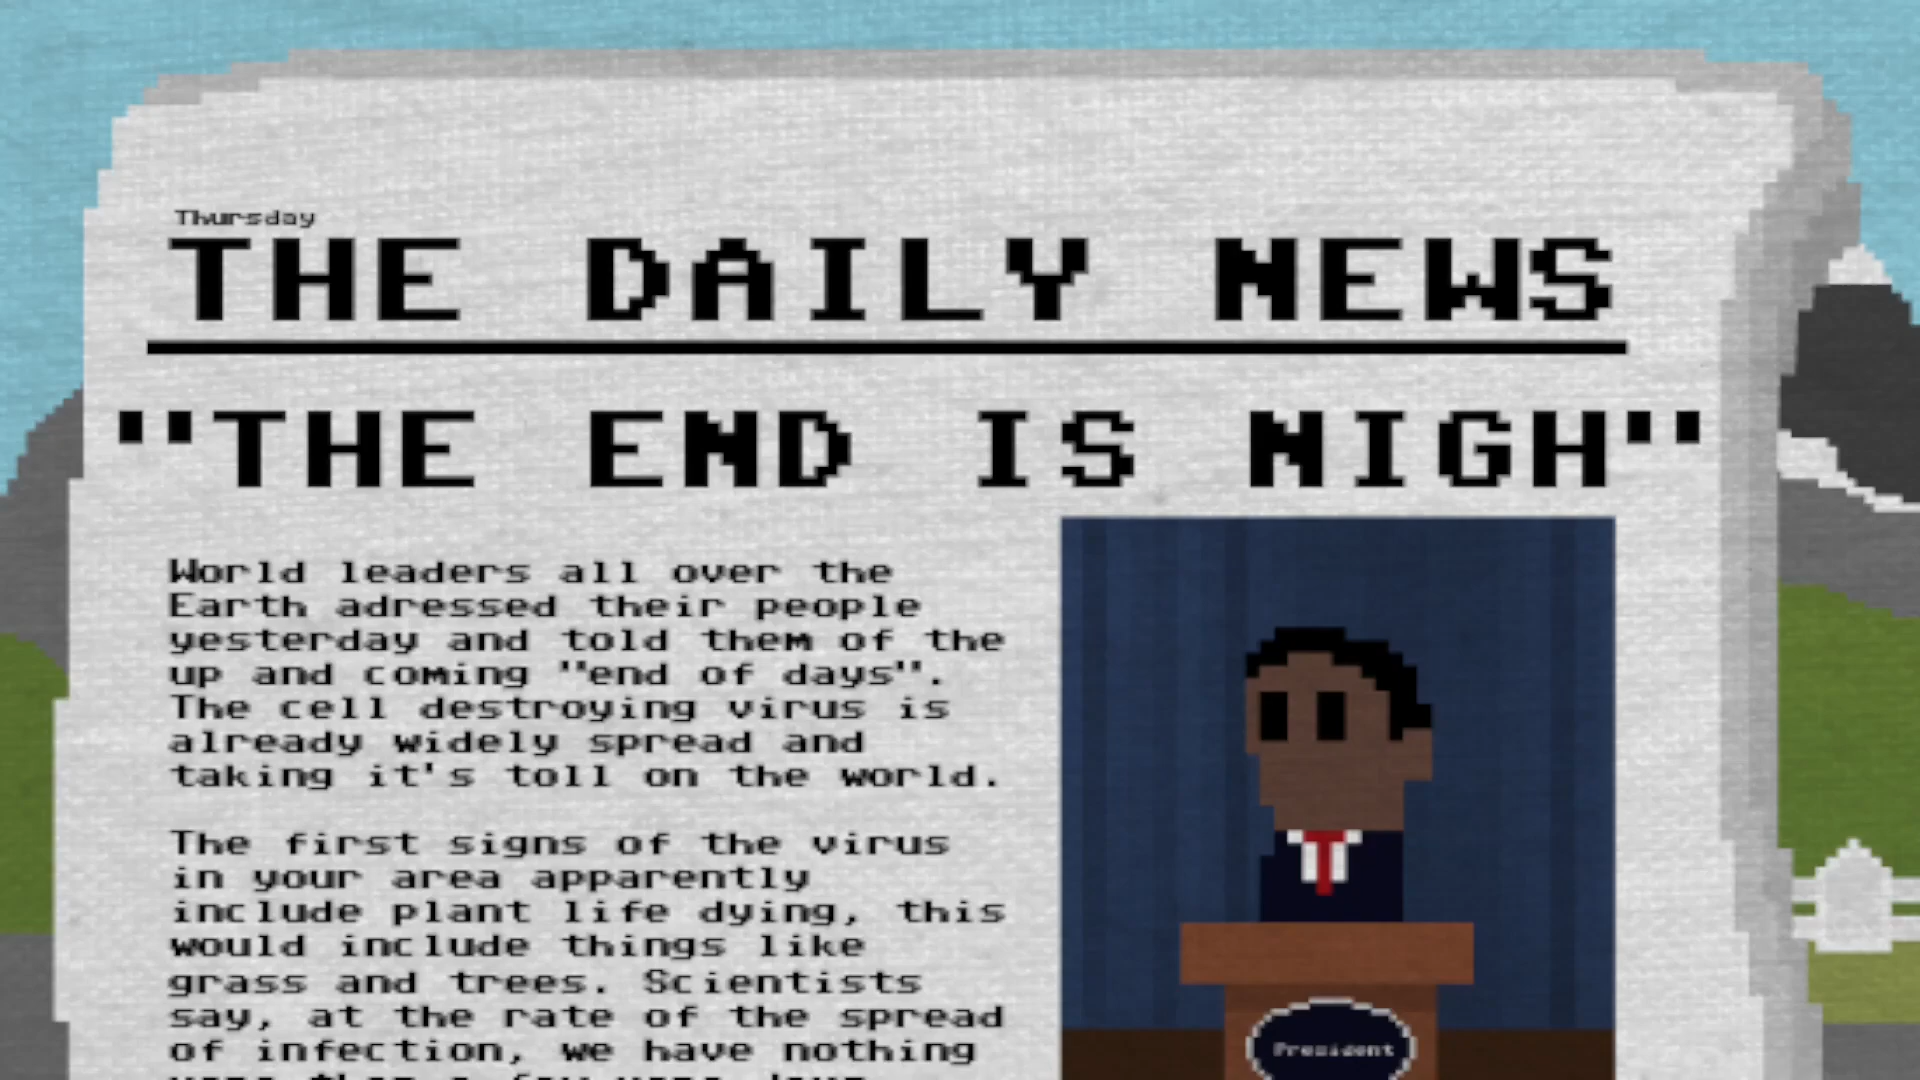 Thursday
THE DAILY NEWS
"THE END IS NIGH"
World leaders all over the
Earth adressed their people
yesterday and told them of the
up and coming "end of days".
The cell destroying virus is
already widely spread and
taking it's toll on the world.
The first signs of the virus
in your area apparently
include plant life dying, this
would include things like
grass and trees. Scientists
say, at the rate of the spread
of infection, we have nothing
President